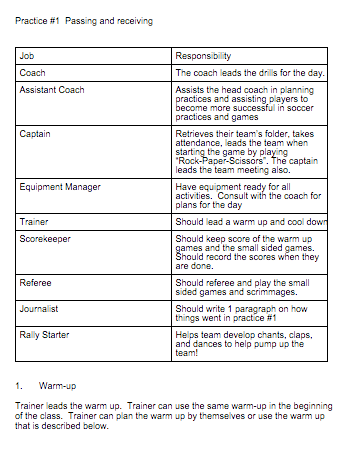 Practice #1  Passing and receiving
Job
Responsibility
Coach
The coach leads the drills for the day.
Assistant Coach
Assists the head coach in planning
practices and assisting players to
become more successful in soccer
practices and games
Captain
Retrieves their team's folder, takes
attendance, leads the team when
starting the game by playing
"Rock-Paper-Scissors". The captain
leads the team meeting also.
Equipment Manager
Have equipment ready for all
activities.  Consult with the coach for
plans for the day
Trainer
Should lead a warm up and cool down
Scorekeeper
Should keep score of the warm up
games and the small sided games.
Should record the scores when they
are done.
Referee
Should referee and play the small
sided games and scrimmages.
Journalist
Should write 1 paragraph on how
things went in practice #1
Rally Starter
Helps team develop chants, claps,
and dances to help pump up the
team!
1.    Warm-up
Trainer leads the warm up.  Trainer can use the same warm-up in the beginning
of the class.  Trainer can plan the warm up by themselves or use the warm up
that is described below.